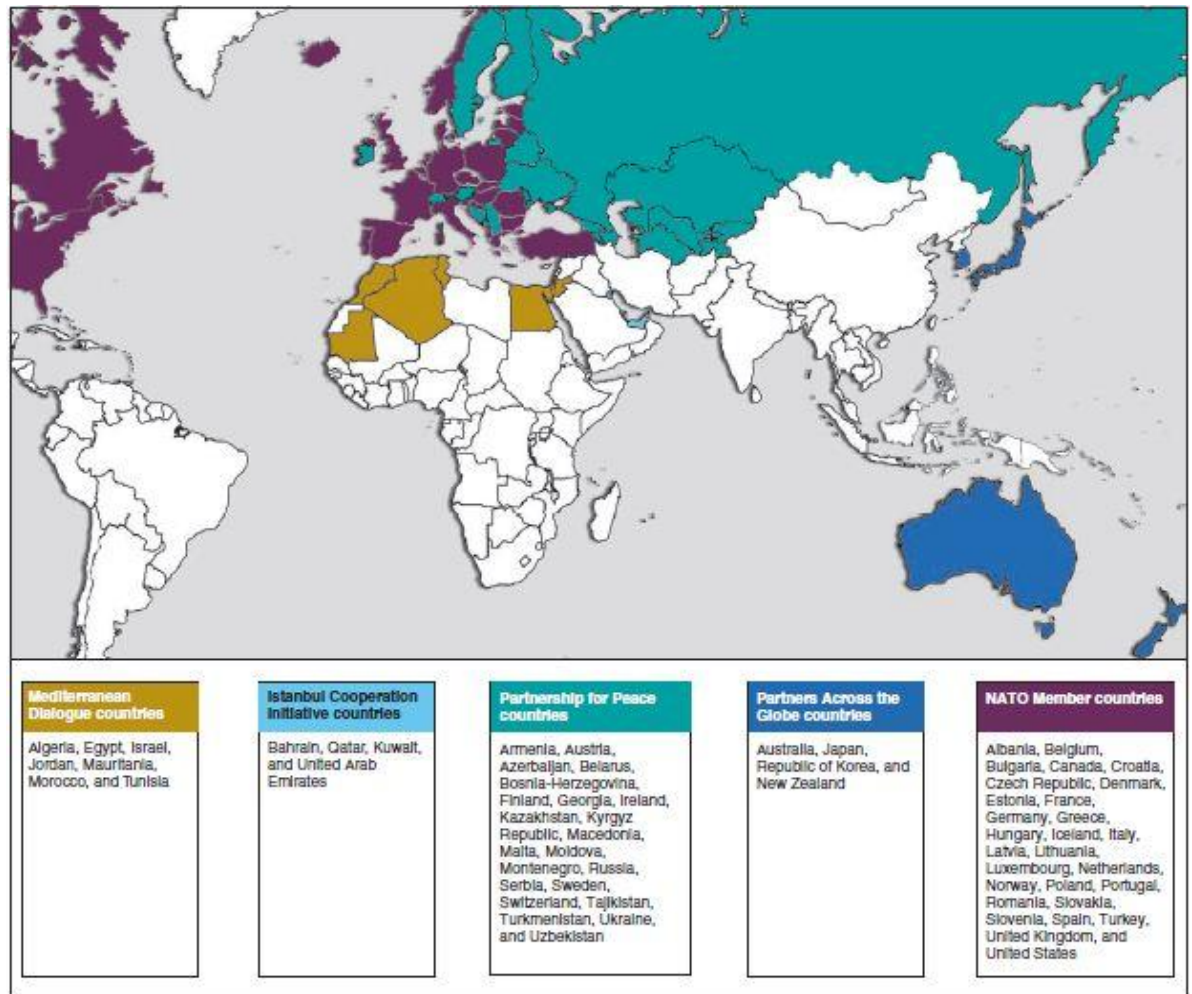 Mediterranean
Dialogue countries
Algeria, Egypt, Israel,
Jordan, Mauritania,
Morocco, and Tunisia
Istanbul Cooperation
Initiative countries
Bahrain, Qatar, Kuwait,
and United Arab
Emirates
Partnership for Peace
countries
Armenia, Austria,
Azerbaijan, Belarus,
Bosnia-Herzegovina,
Finland, Georgia, Ireland,
Kazakhstan, Kyrgyz
Republic, Macedonia,
Malta, Moldova,
Montenegro, Russia,
Serbia, Sweden,
Switzerland, Tajikistan,
Turkmenistan, Ukraine,
and Uzbekistan
Partners Across the
Globe countries
Australia, Japan,
Republic of Korea, and
New Zealand
NATO Member countries
Albania, Belgium,
Bulgaria, Canada, Croatia,
Czech Republic, Denmark,
Estonia, France,
Germany, Greece,
Hungary, Iceland, Italy,
Latvia, Lithuania,
Luxembourg, Netherlands,
Norway, Poland, Portugal,
Romania, Slovakia,
Slovenia, Spain, Turkey,
United Kingdom, and
United States